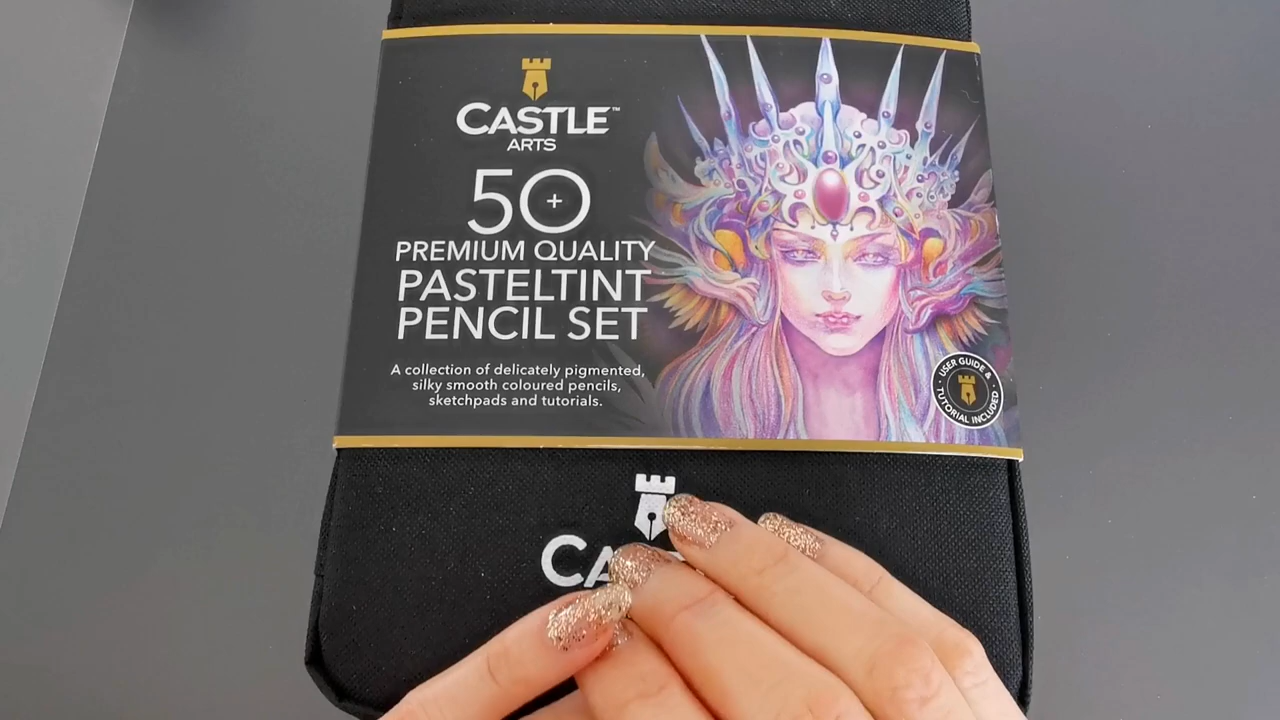 CASTLE™
ARTS
50+
PREMIUM QUALITY
PASTELTINT
PENCIL SET
A collection of delicately pigmented,
silky smooth coloured pencils,
sketchpads and tutorials.
USER GUIDE &
TUTORIAL INCLUDED
CA